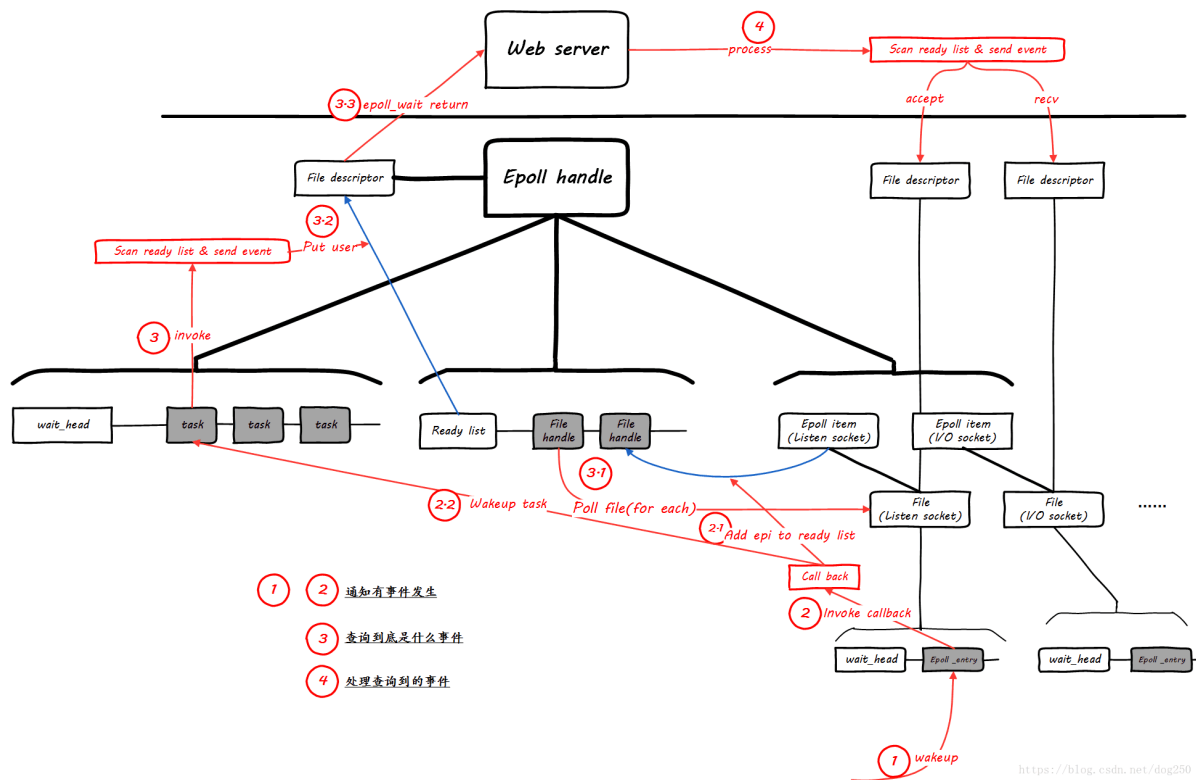 Web server
4
process
Scan ready list & send event
accept
recv
3·3
epoll_wait return
File descriptor
Epoll handle
File descriptor
File descriptor
3·2
Put user
Scan ready list & send event
3
invoke
wait_head
task
task
task
Ready list
File
handle
File
handle
Epoll item
(Listen socket)
Epoll item
(I/O socket)
3·1
2·2
Wakeup task
Poll file(for each)
File
(Listen socket)
File
(I/O socket)
......
2·1
Add epi to ready list
Call back
1
2
通知有事件发生
2
Invoke callback
3
查询到底是什么事件
wait_head
Epoll _entry
wait_head
Epoll _entry
4
处理查询到的事件
1
wakeup
https://blog.csdn.net/dog250